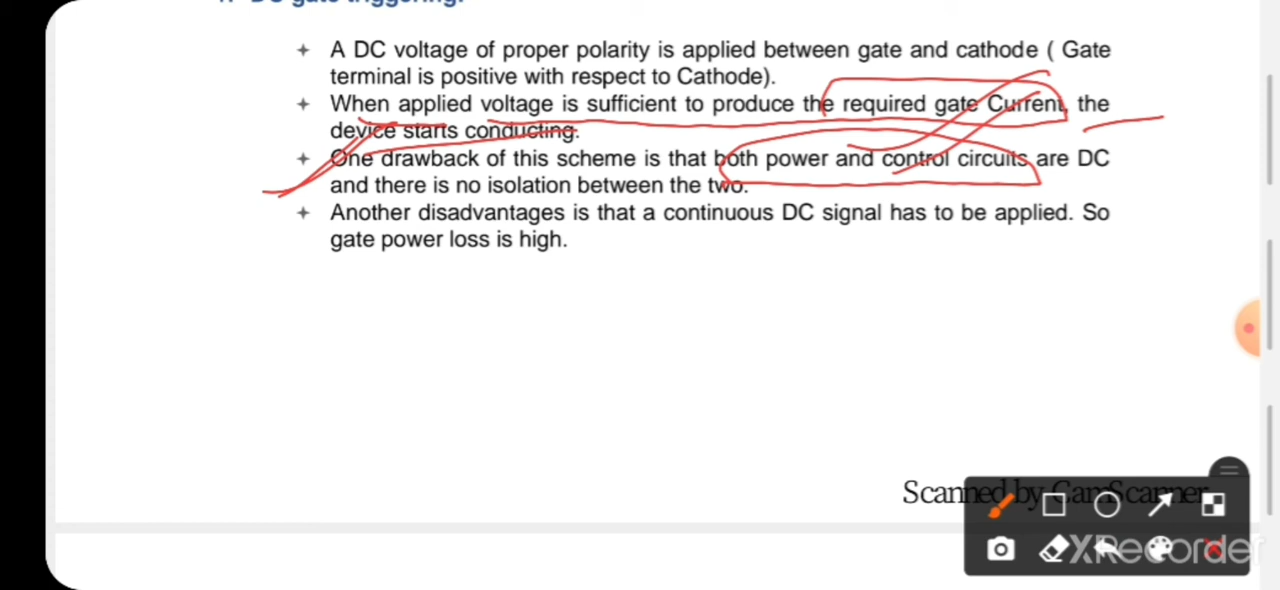 DC gate triggering:
A DC voltage of proper polarity is applied between gate and cathode ( Gate
terminal is positive with respect to Cathode).
When applied voltage is sufficient to produce the required gate Current, the
device starts conducting.
One drawback of this scheme is that both power and control circuits are DC
and there is no isolation between the two.
Another disadvantages is that a continuous DC signal has to be applied. So
gate power loss is high.
Scanned by CamScanner
XRecorder